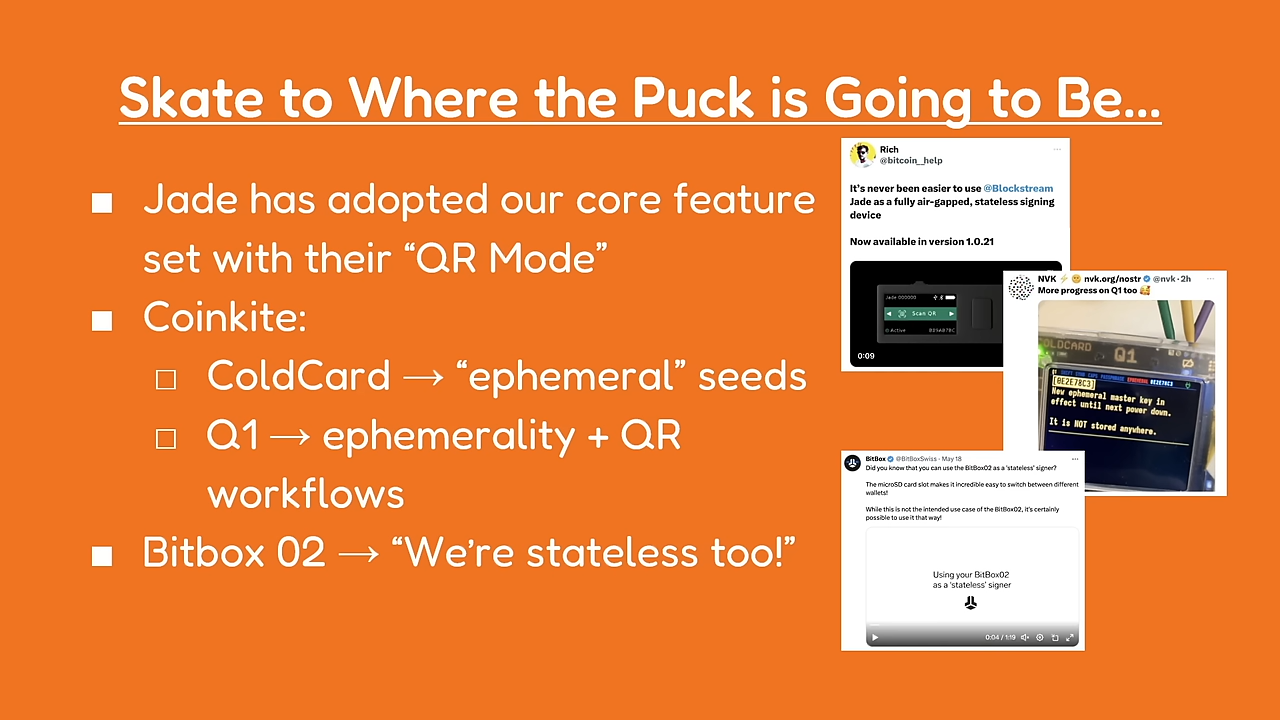 Skate to Where the Puck is Going to Be...
Jade has adopted our core feature
set with their “QR Mode”
Coinkite:
ColdCard → “ephemeral” seeds
Q1 → ephemerality + QR
workflows
Bitbox 02 → “We’re stateless too!”
Rich
@bitcoin__help
It's never been easier to use @Blockstream
Jade as a fully air-gapped, stateless signing
device
Now available in version 1.0.21
Jade 000000
Scan QR
Active
0:09
NVK ⚡ 😁 nvk.org/nostr @nvk · 2h
More progress on Q1 too 🥰
COLDCARD Q1
EPHEMERAL 0E2E78C3
[0E2E78C3]
New ephemeral master key in
effect until next power down.
It is NOT stored anywhere.
BitBox @BitBoxSwiss · May 18
Did you know that you can use the BitBox02 as a 'stateless' signer?
The microSD card slot makes it incredible easy to switch between different
wallets!
While this is not the intended use case of the BitBox02, it's certainly
possible to use it that way!
Using your BitBox02
as a 'stateless' signer
0:04 / 1:19